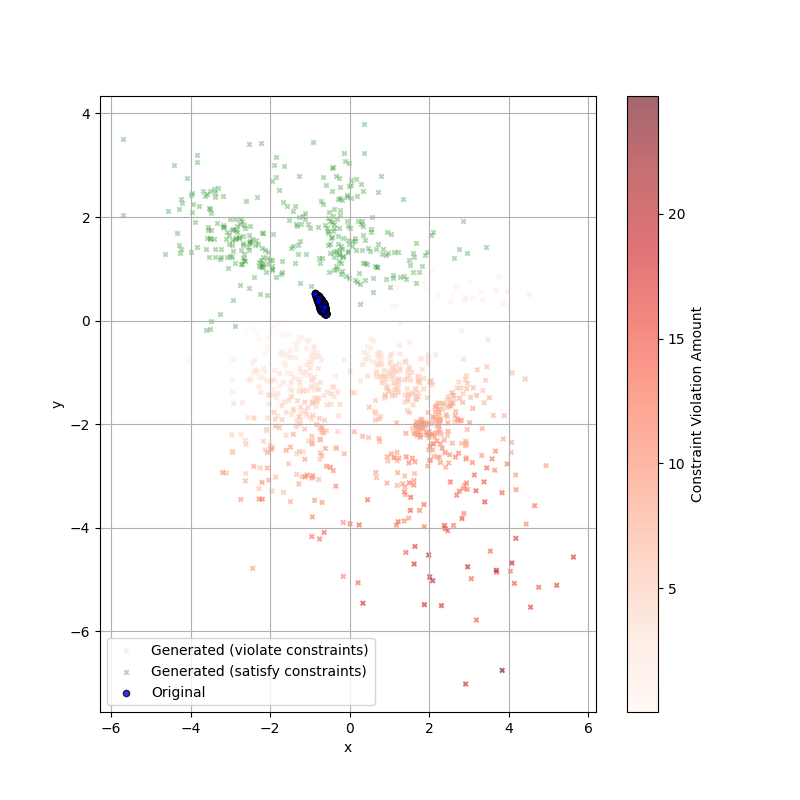 4
2
0
−2
−4
−6
−6
−4
−2
0
2
4
6
x
y
Generated (violate constraints)
Generated (satisfy constraints)
Original
20
15
10
5
Constraint Violation Amount